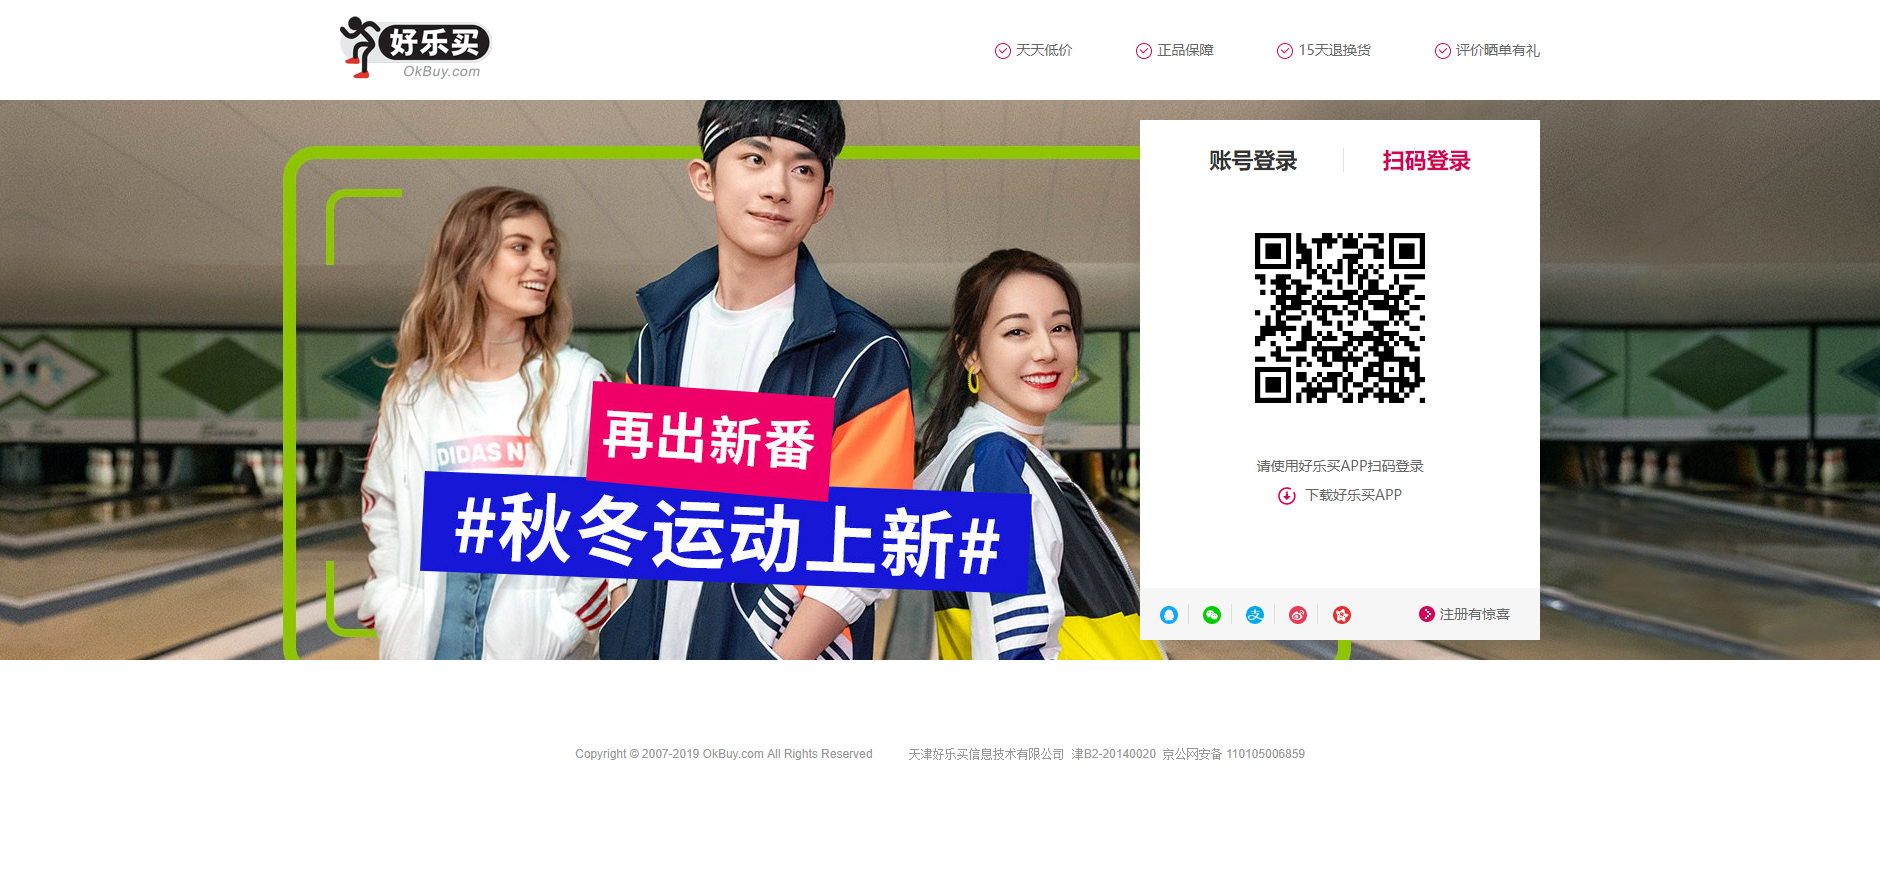 好乐买
OkBuy.com
天天低价
正品保障
15天退换货
评价晒单有礼
账号登录
扫码登录
再出新番
#秋冬运动上新#
DIDAS N
请使用好乐买APP扫码登录
下载好乐买APP
注册有惊喜
Copyright © 2007-2019 OkBuy.com All Rights Reserved 天津好乐买信息技术有限公司 津B2-20140020 京公网安备 110105006859